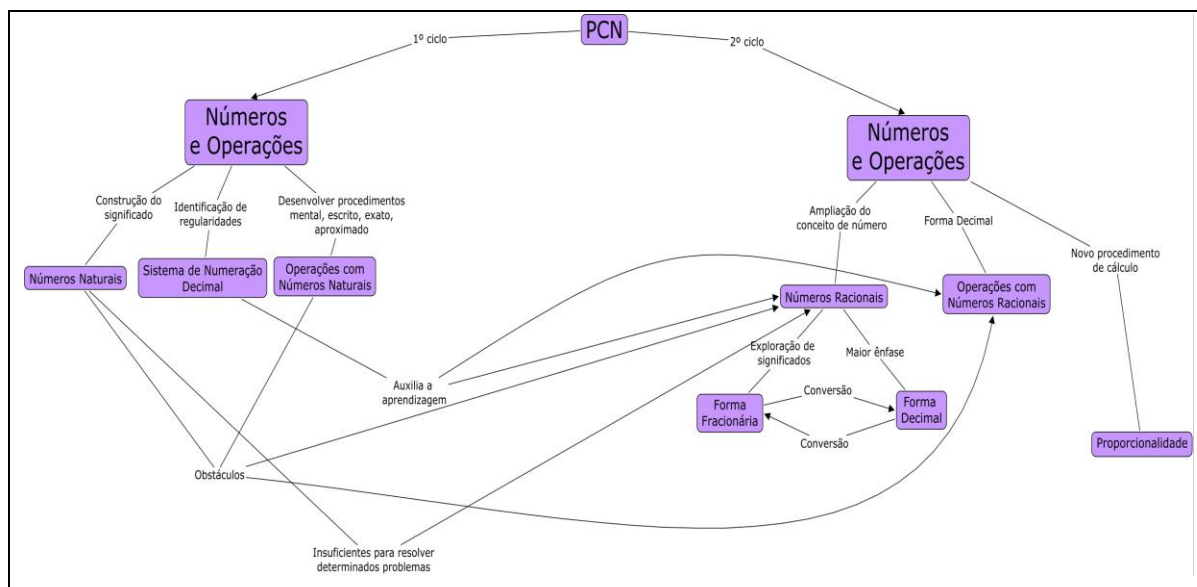 PCN
1º ciclo
2º ciclo
Números
e Operações
Números
e Operações
Construção do
significado
Identificação de
regularidades
Desenvolver procedimentos
mental, escrito, exato,
aproximado
Ampliação do
conceito de número
Forma Decimal
Novo procedimento
de cálculo
Números Naturais
Sistema de Numeração
Decimal
Operações com
Números Naturais
Números Racionais
Operações com
Números Racionais
Exploração de
significados
Maior ênfase
Auxilia a
aprendizagem
Conversão
Forma
Fracionária
Forma
Decimal
Conversão
Proporcionalidade
Obstáculos
Insuficientes para resolver
determinados problemas